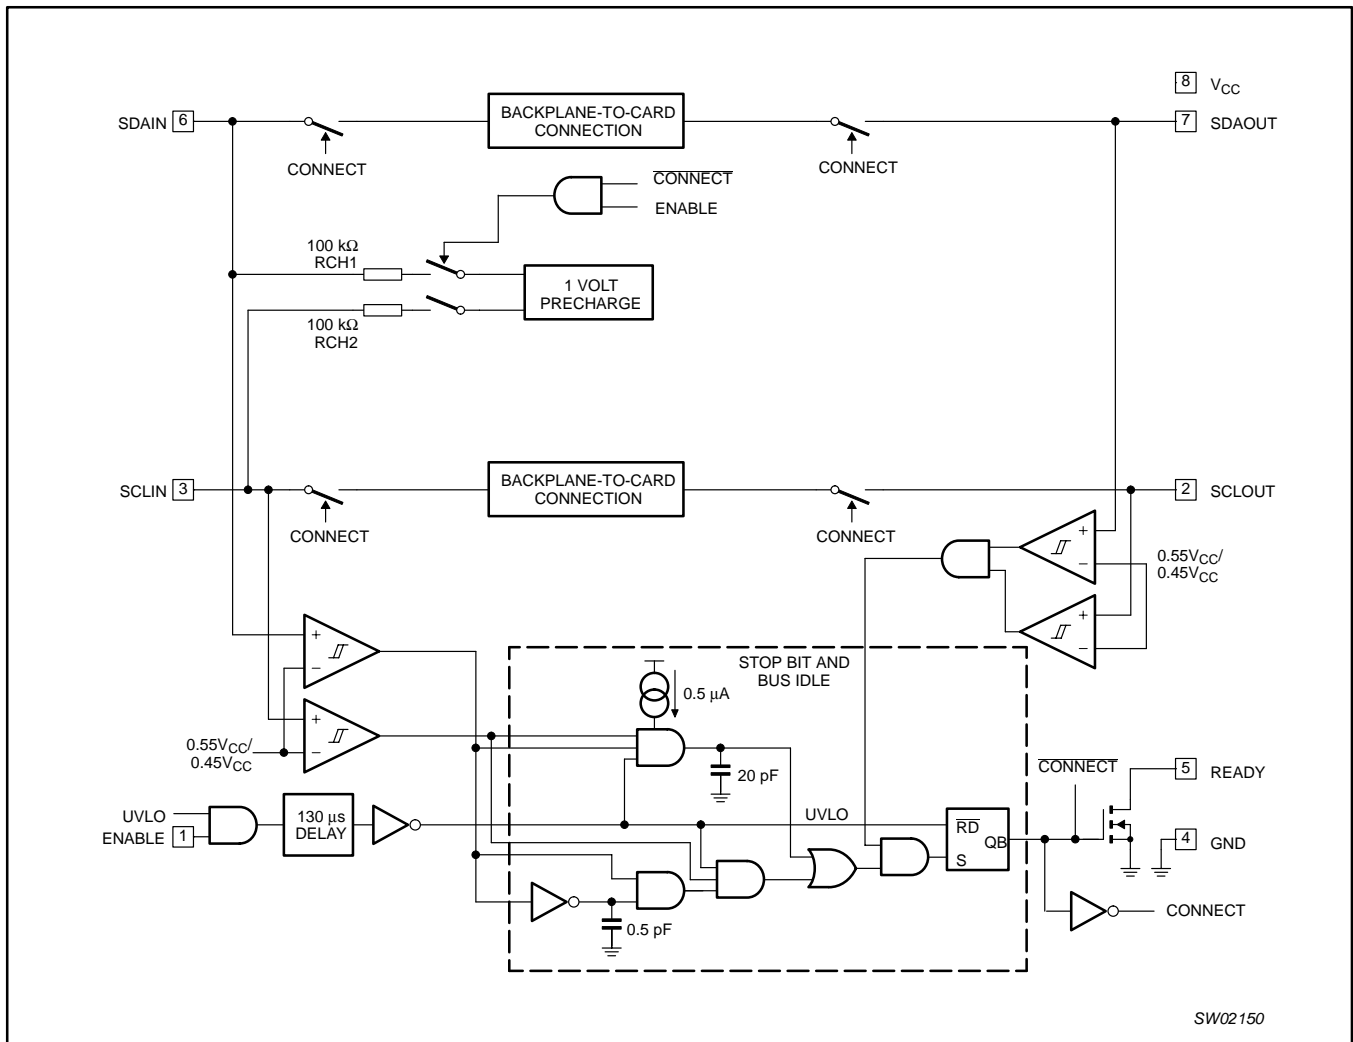 8 VCC
SDAIN 6
BACKPLANE-TO-CARD
CONNECTION
7 SDAOUT
CONNECT
CONNECT
CONNECT
ENABLE
100 kΩ
RCH1
1 VOLT
PRECHARGE
100 kΩ
RCH2
SCLIN 3
BACKPLANE-TO-CARD
CONNECTION
2 SCLOUT
CONNECT
CONNECT
+
−
0.55VCC/
0.45VCC
+
−
+
−
STOP BIT AND
BUS IDLE
0.5 µA
+
−
0.55VCC/
0.45VCC
20 pF
CONNECT
5 READY
UVLO
ENABLE 1
130 µs
DELAY
UVLO
RD
QB
S
4 GND
0.5 pF
CONNECT
SW02150